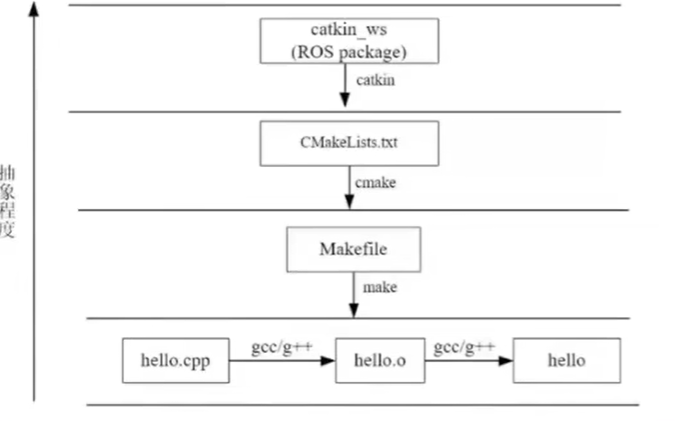 catkin_ws
(ROS package)
catkin
CMakeLists.txt
cmake
抽象程度
Makefile
make
hello.cpp
gcc/g++
hello.o
gcc/g++
hello